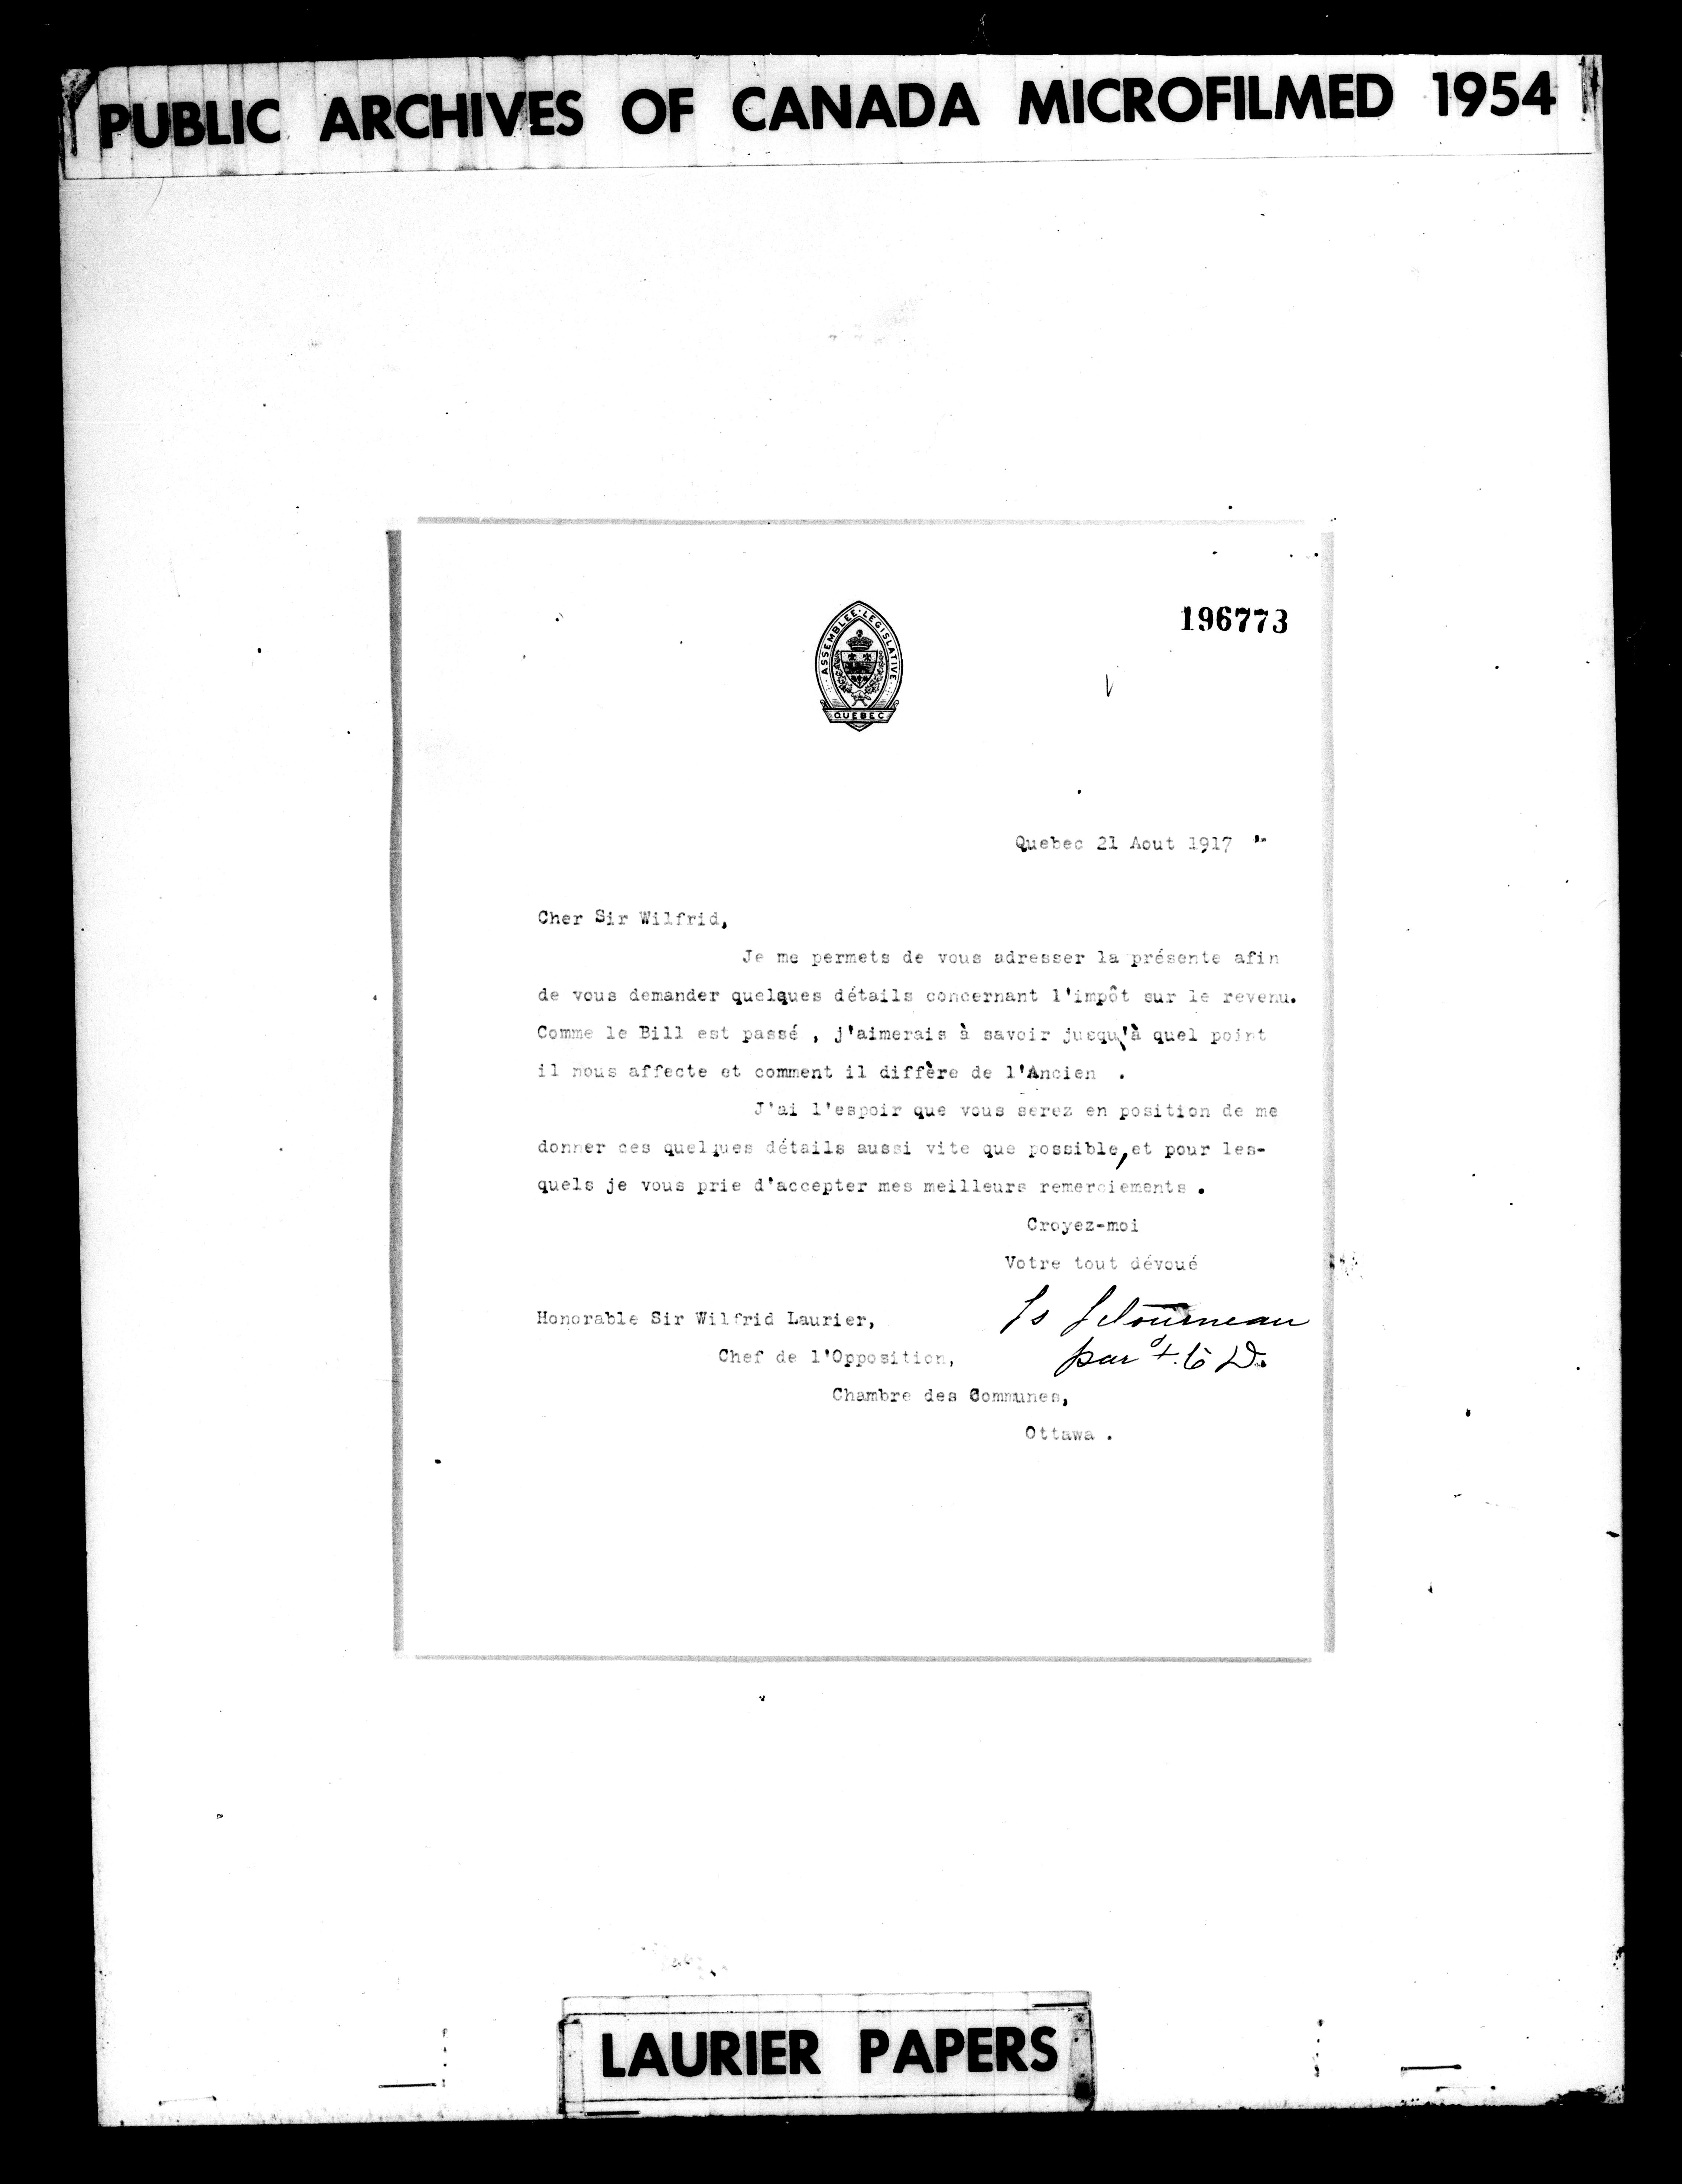 PUBLIC ARCHIVES OF CANADA MICROFILMED 1954
196773
ASSEMBLEE LEGISLATIVE
QUEBEC
Quebec 21 Aout 1917
Cher Sir Wilfrid,
Je me permets de vous adresser la présente afin
de vous demander quelques détails concernant l'impôt sur le revenu.
Comme le Bill est passé , j'aimerais à savoir jusqu'à quel point
il nous affecte et comment il diffère de l'Ancien .
J'ai l'espoir que vous serez en position de me
donner ces quelques détails aussi vite que possible, et pour les-
quels je vous prie d'accepter mes meilleurs remerciements .
Croyez-moi
Votre tout dévoué
Ls Létourneau
par
Honorable Sir Wilfrid Laurier,
Chef de l'Opposition,
Chambre des Communes,
Ottawa .
LAURIER PAPERS